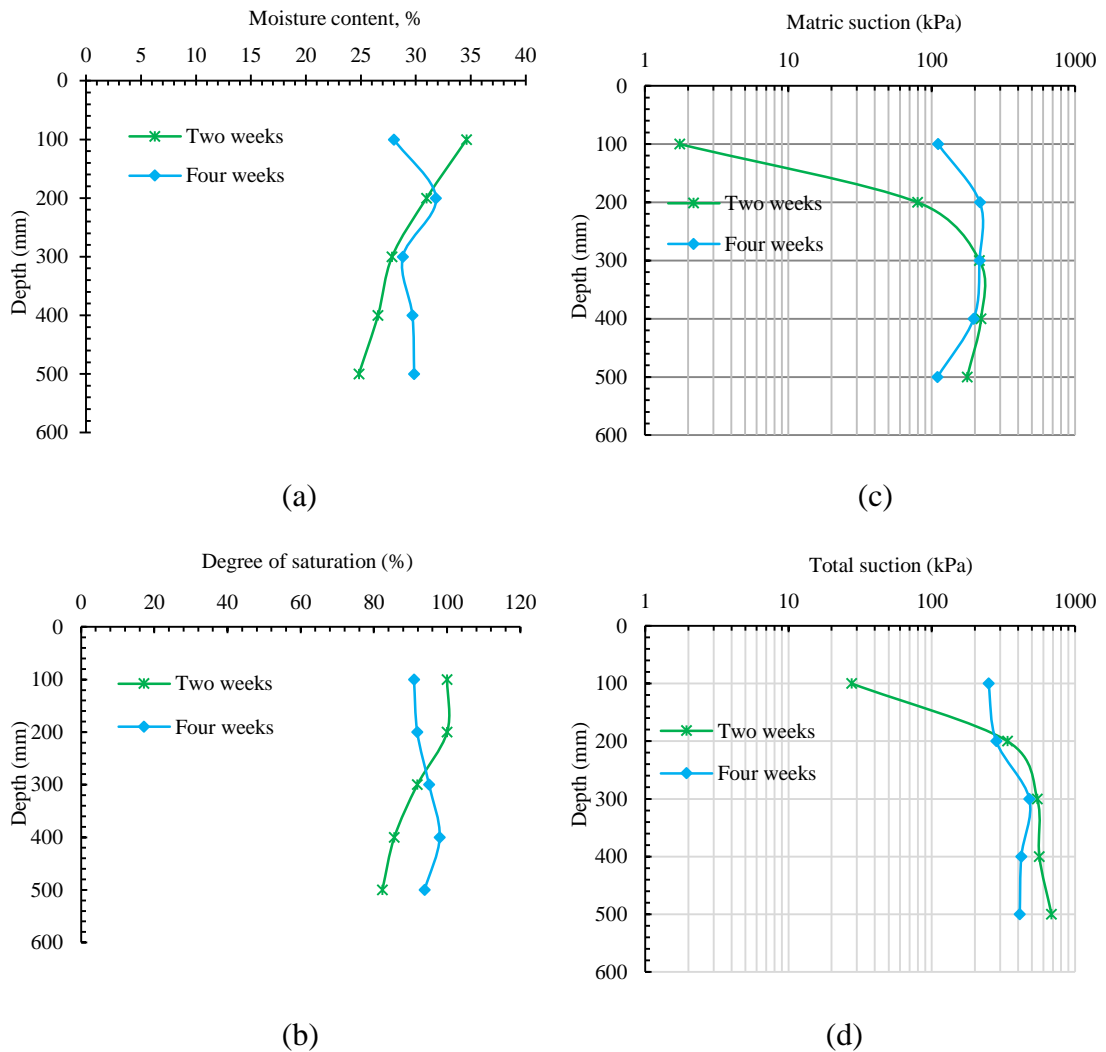 Moisture content, %
0 5 10 15 20 25 30 35 40
0
100
200
300
400
500
600
Depth (mm)
Two weeks
Four weeks
(a)
Matric suction (kPa)
1 10 100 1000
0
100
200
300
400
500
600
Depth (mm)
Two weeks
Four weeks
(c)
Degree of saturation (%)
0 20 40 60 80 100 120
0
100
200
300
400
500
600
Depth (mm)
Two weeks
Four weeks
(b)
Total suction (kPa)
1 10 100 1000
0
100
200
300
400
500
600
Depth (mm)
Two weeks
Four weeks
(d)